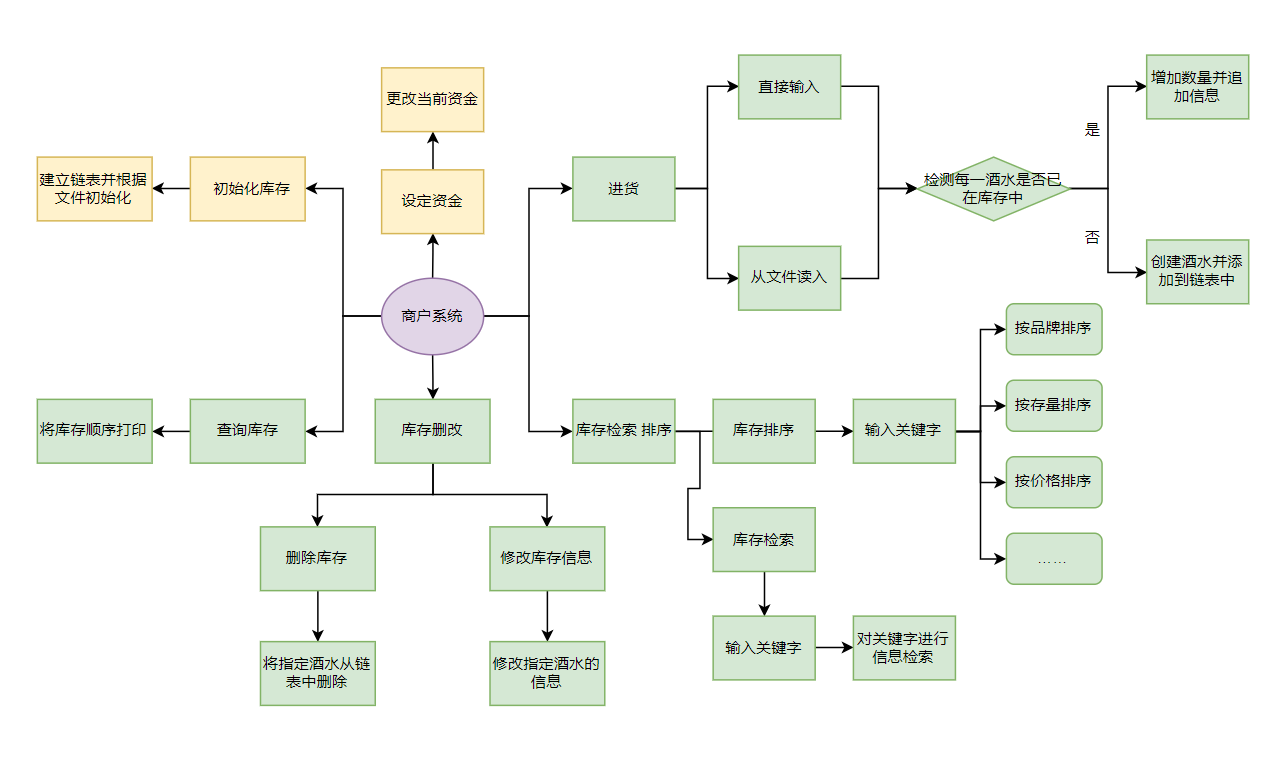 更改当前资金
设定资金
建立链表并根据
文件初始化
初始化库存
商户系统
进货
直接输入
从文件读入
检测每一酒水是否已
在库存中
是
否
增加数量并追
加信息
创建酒水并添
加到链表中
将库存顺序打印
查询库存
库存删改
库存检索 排序
库存排序
输入关键字
按品牌排序
按存量排序
按价格排序
……
删除库存
修改库存信息
库存检索
将指定酒水从链
表中删除
修改指定酒水的
信息
输入关键字
对关键字进行
信息检索